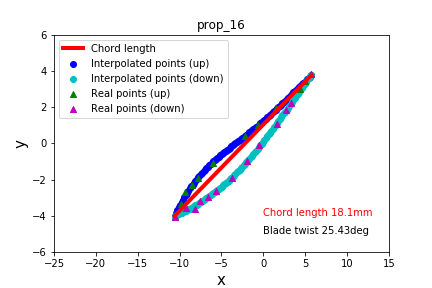 prop_16
6
4
2
0
−2
−4
−6
y
Chord length
Interpolated points (up)
Interpolated points (down)
Real points (up)
Real points (down)
Chord length 18.1mm
Blade twist 25.43deg
−25 −20 −15 −10 −5 0 5 10 15
x